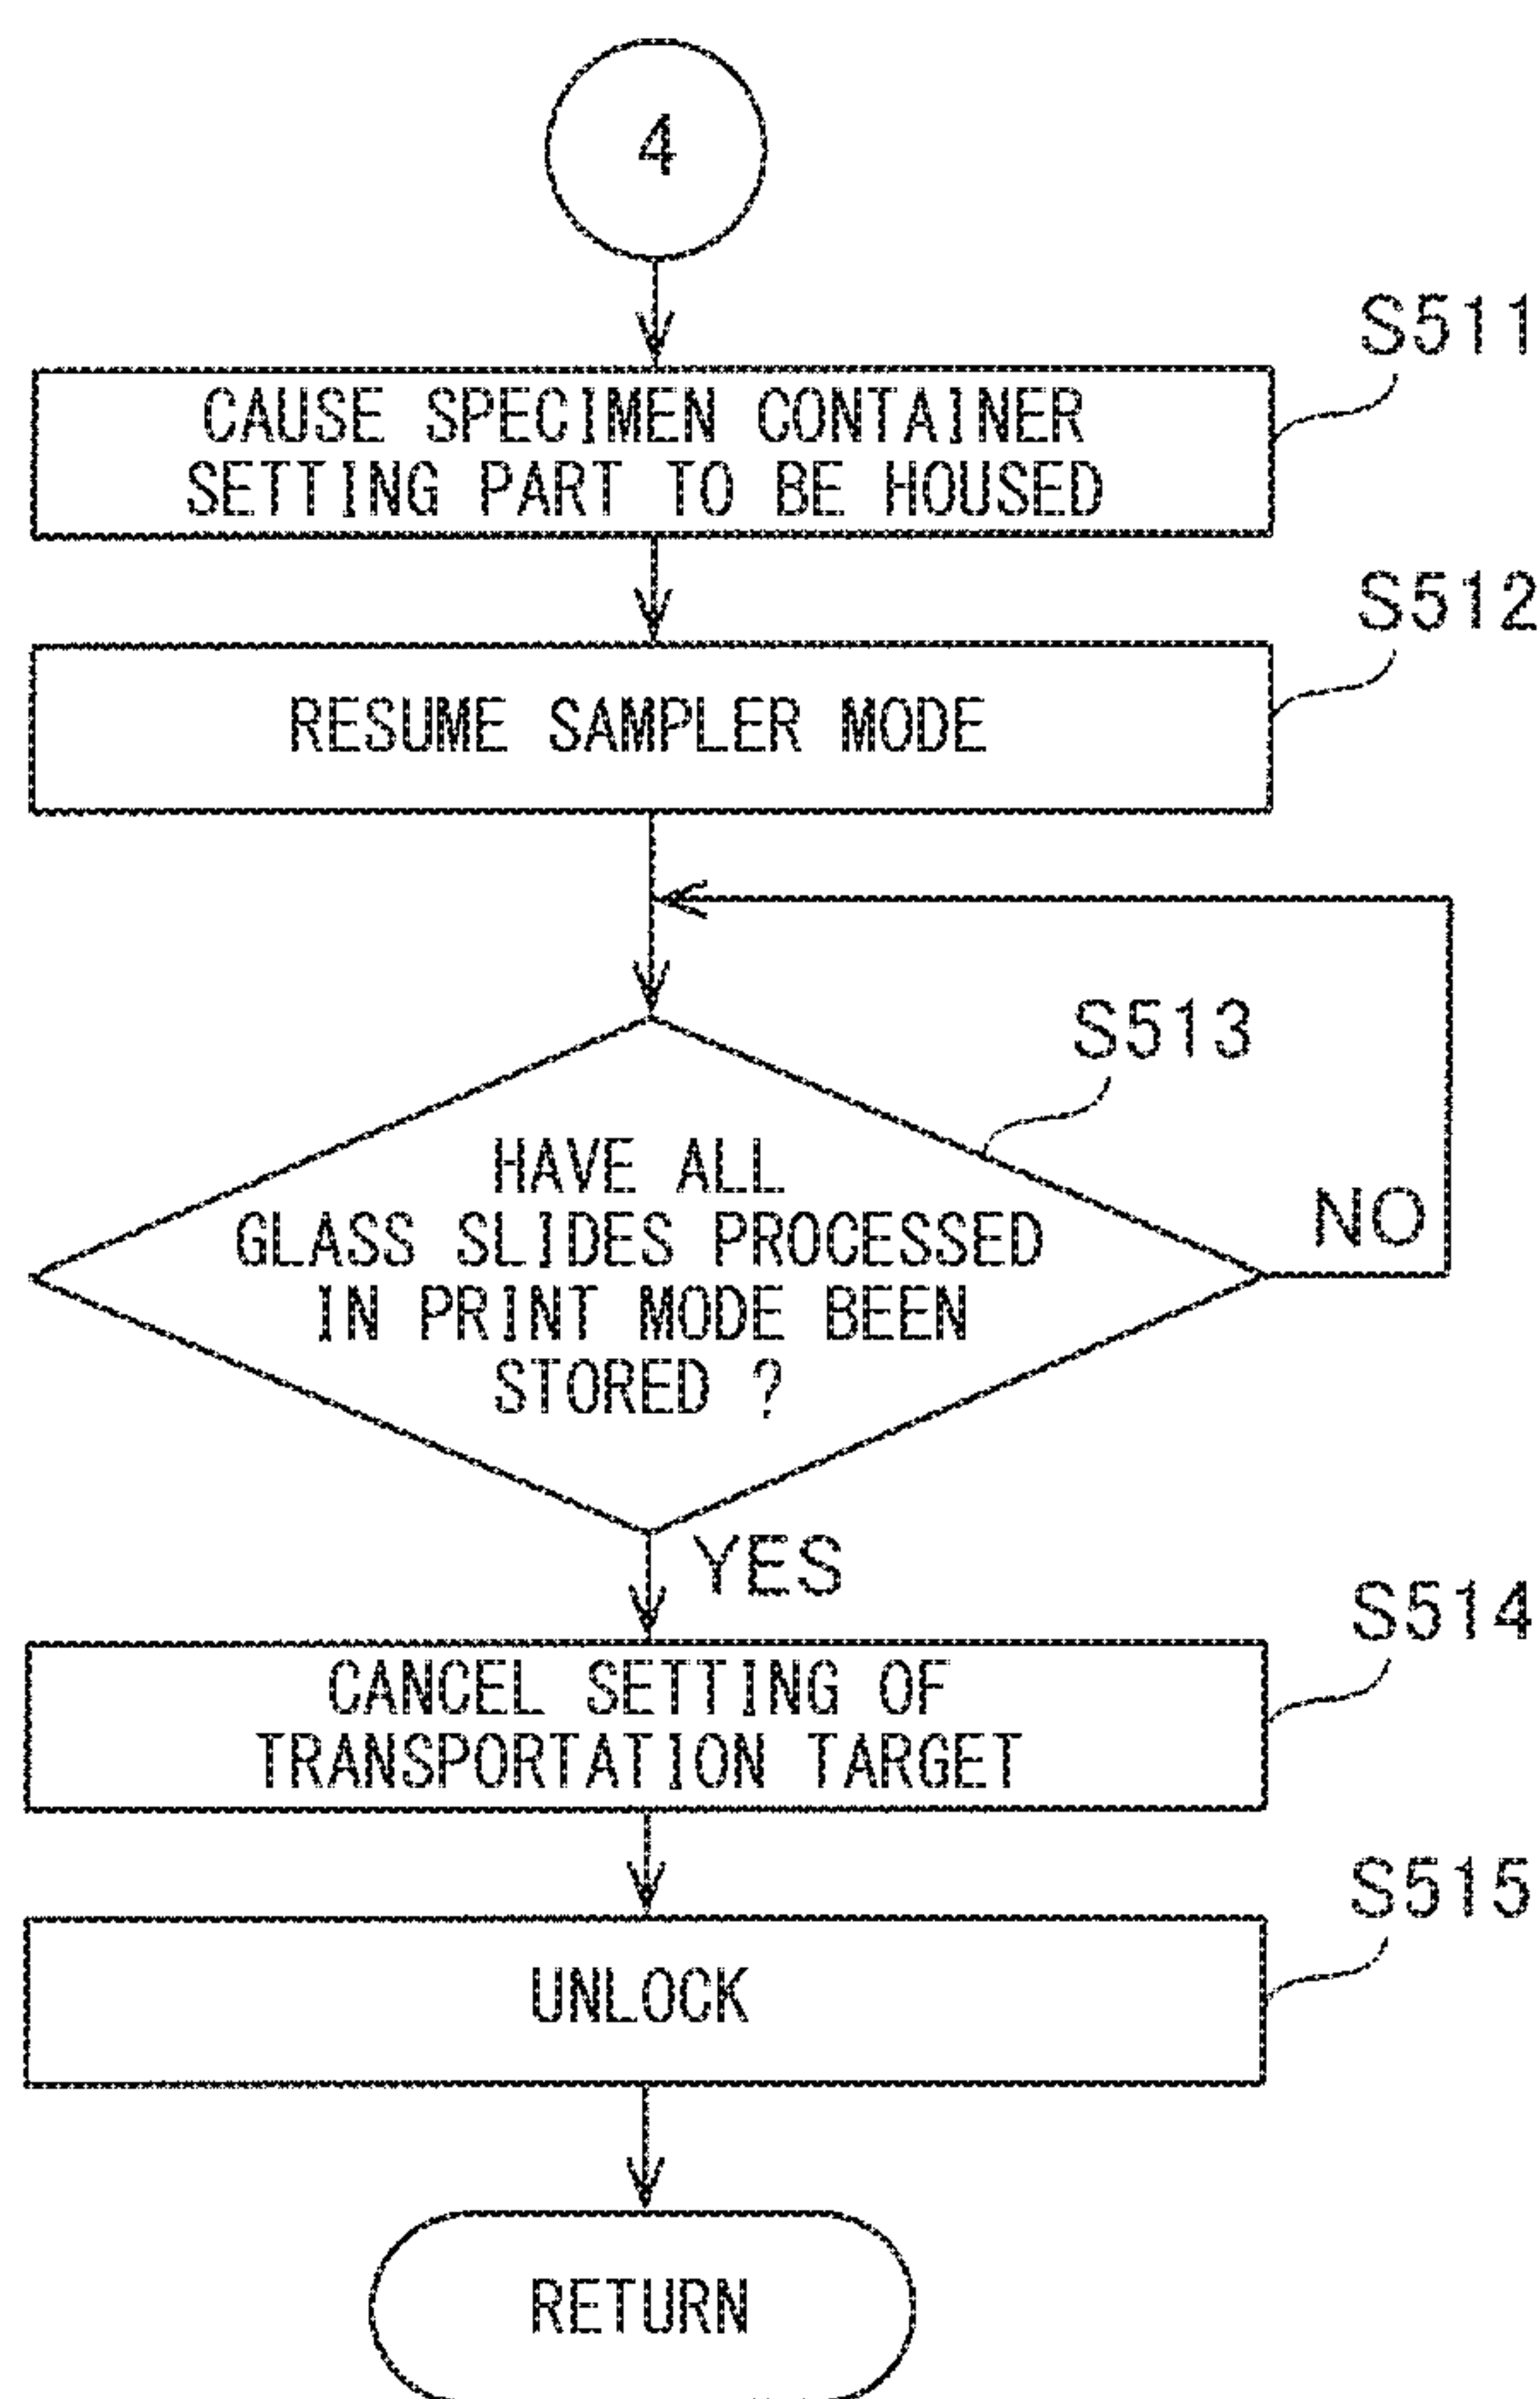 4
S511
CAUSE SPECIMEN CONTAINER
SETTING PART TO BE HOUSED
S512
RESUME SAMPLER MODE
S513
HAVE ALL
GLASS SLIDES PROCESSED
IN PRINT MODE BEEN
STORED ?
NO
YES
S514
CANCEL SETTING OF
TRANSPORTATION TARGET
S515
UNLOCK
RETURN